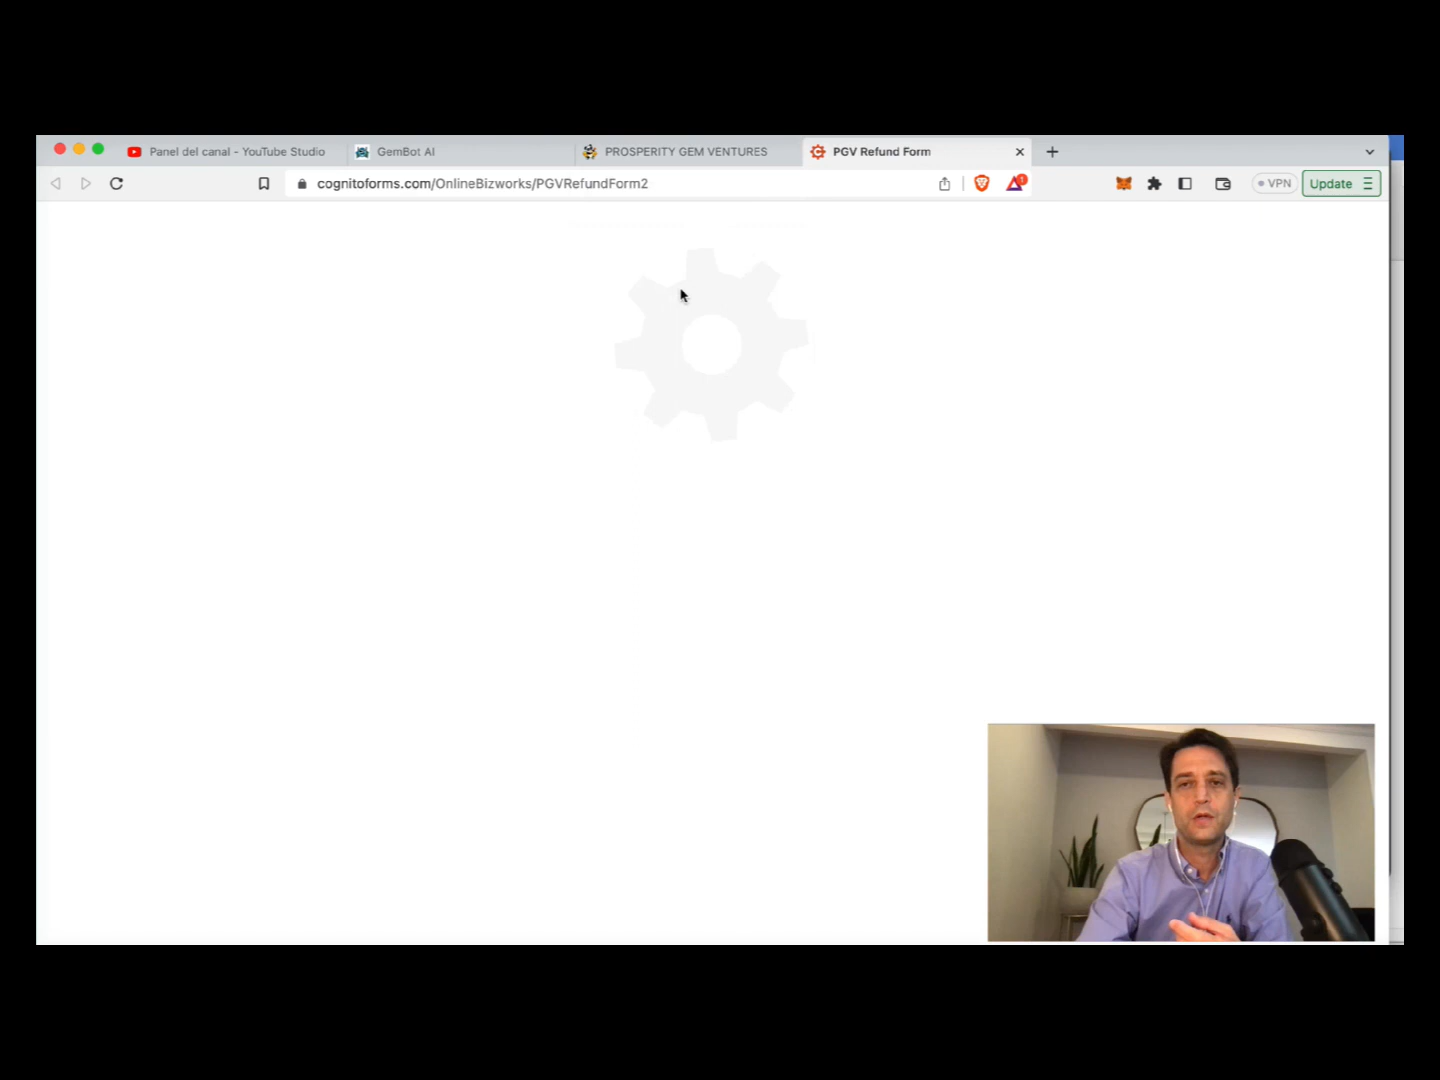 Panel del canal - YouTube Studio
GemBot AI
PROSPERITY GEM VENTURES
PGV Refund Form
cognitoforms.com/OnlineBizworks/PGVRefundForm2
1
VPN
Update